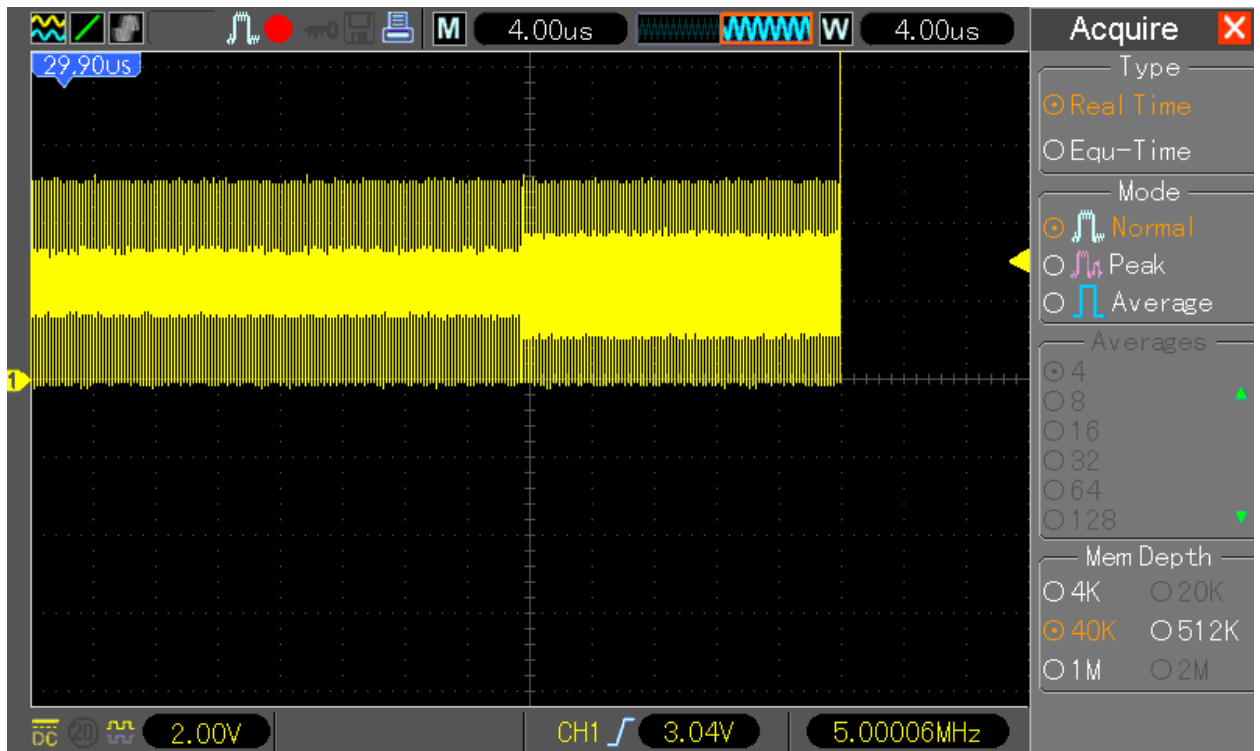 M 4.00us W 4.00us
Acquire
29.90us
Type
Real Time
Equ-Time
Mode
Normal
Peak
Average
Averages
4
8
16
32
64
128
1
Mem Depth
4K 20K
40K 512K
1M 2M
DC 2D 2.00V CH1 3.04V 5.00006MHz